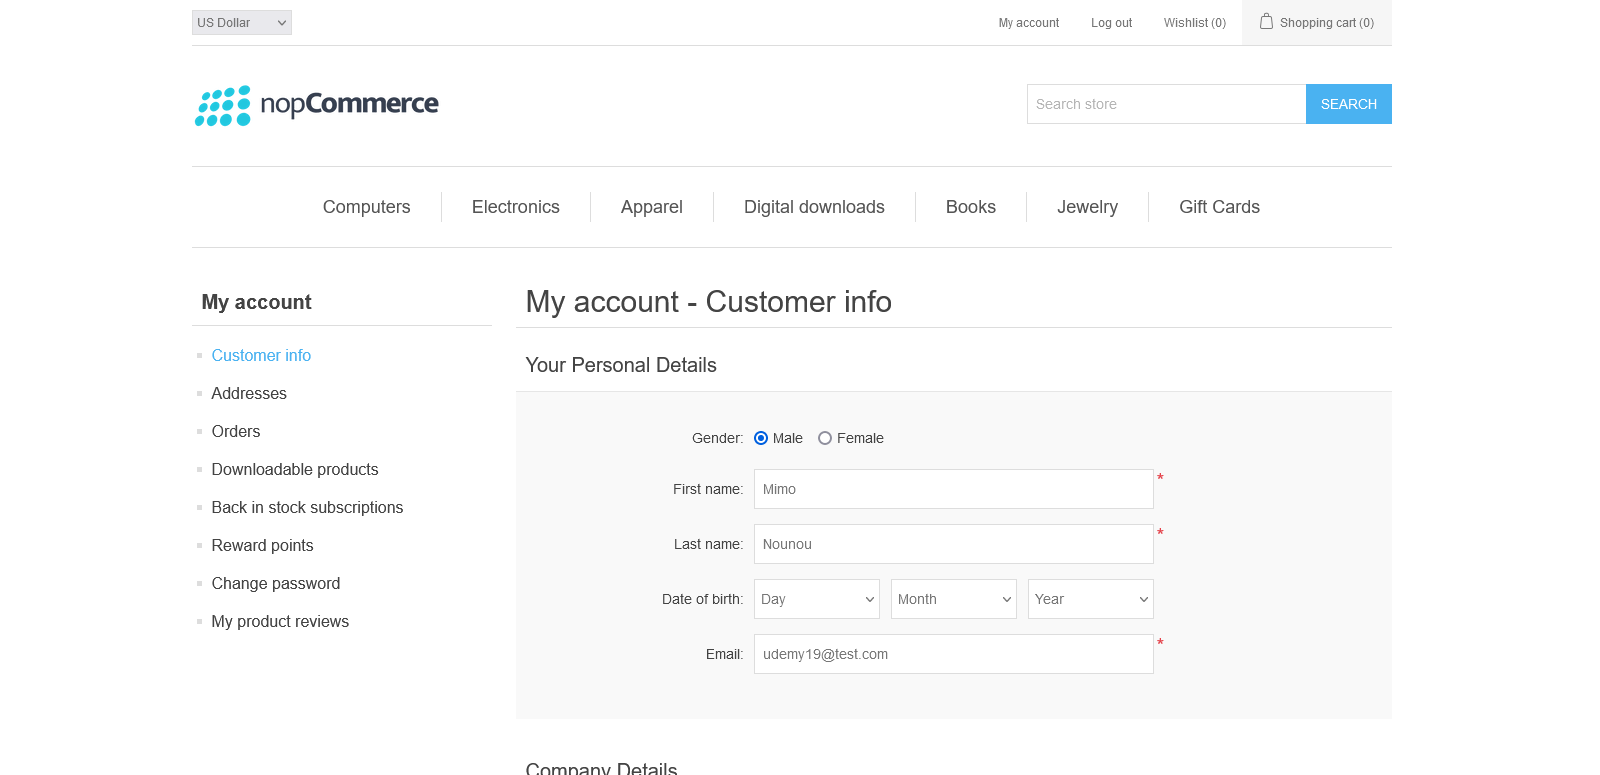 US Dollar
My account
Log out
Wishlist (0)
Shopping cart (0)
nopCommerce
Search store
SEARCH
Computers
Electronics
Apparel
Digital downloads
Books
Jewelry
Gift Cards
My account
Customer info
Addresses
Orders
Downloadable products
Back in stock subscriptions
Reward points
Change password
My product reviews
My account - Customer info
Your Personal Details
Gender: Male Female
First name: Mimo *
Last name: Nounou *
Date of birth: Day Month Year
Email: udemy19@test.com *
Company Details